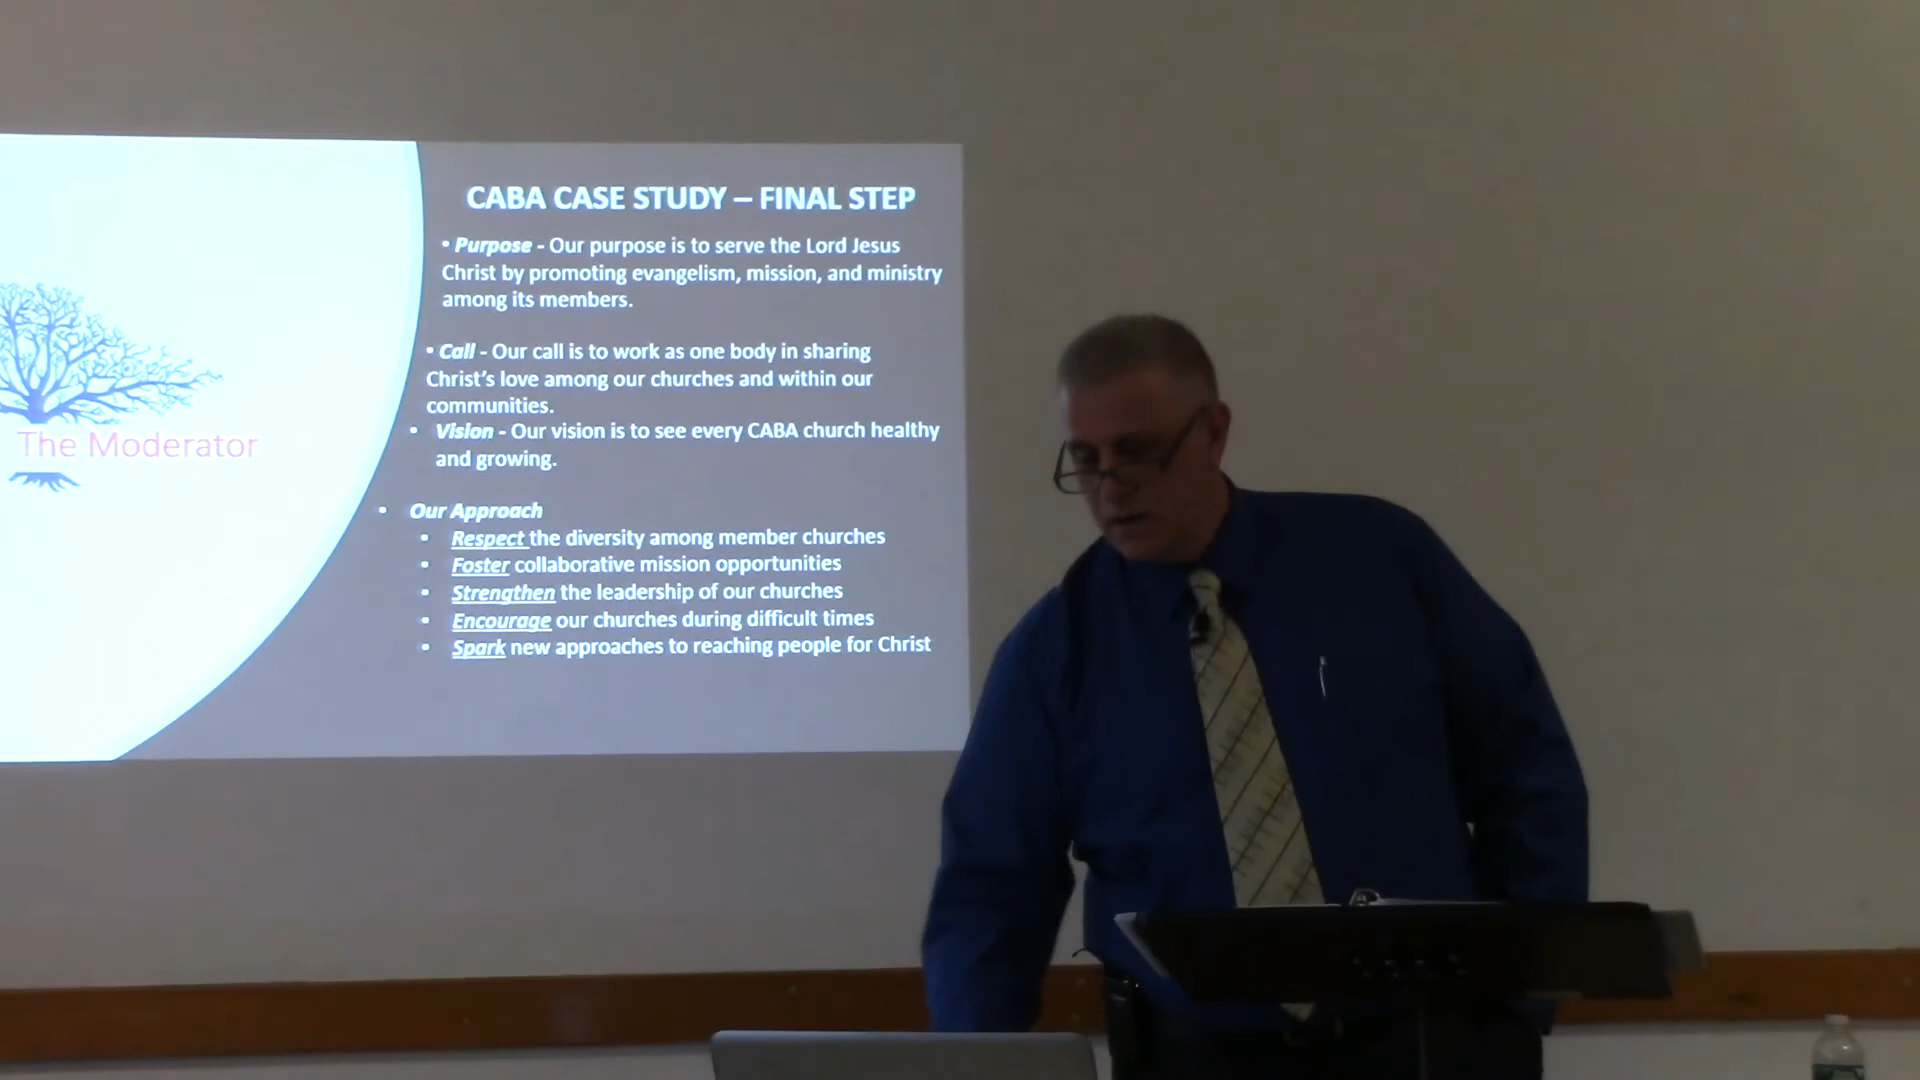 CABA CASE STUDY – FINAL STEP
• Purpose - Our purpose is to serve the Lord Jesus
Christ by promoting evangelism, mission, and ministry
among its members.
• Call - Our call is to work as one body in sharing
Christ's love among our churches and within our
communities.
• Vision - Our vision is to see every CABA church healthy
and growing.
• Our Approach
• Respect the diversity among member churches
• Foster collaborative mission opportunities
• Strengthen the leadership of our churches
• Encourage our churches during difficult times
• Spark new approaches to reaching people for Christ
The Moderator